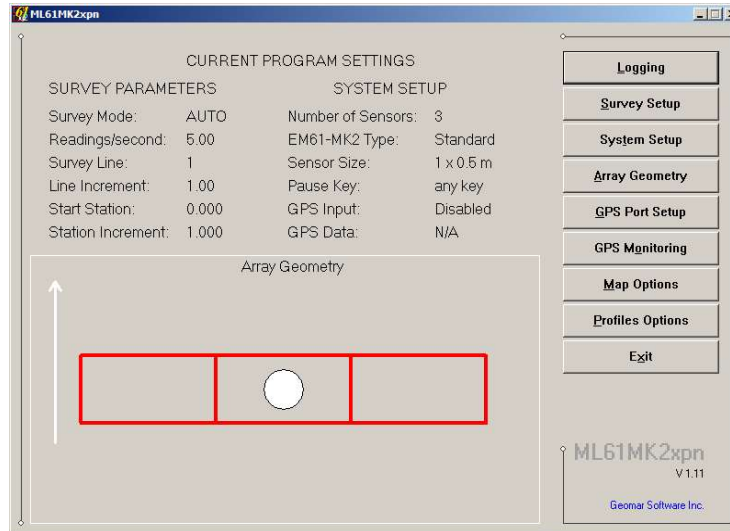 ML61MK2xpn
CURRENT PROGRAM SETTINGS
SURVEY PARAMETERS
Survey Mode: AUTO
Readings/second: 5.00
Survey Line: 1
Line Increment: 1.00
Start Station: 0.000
Station Increment: 1.000
SYSTEM SETUP
Number of Sensors: 3
EM61-MK2 Type: Standard
Sensor Size: 1 x 0.5 m
Pause Key: any key
GPS Input: Disabled
GPS Data: N/A
Array Geometry
Logging
Survey Setup
System Setup
Array Geometry
GPS Port Setup
GPS Monitoring
Map Options
Profiles Options
Exit
ML61MK2xpn
V 1.11
Geomar Software Inc.